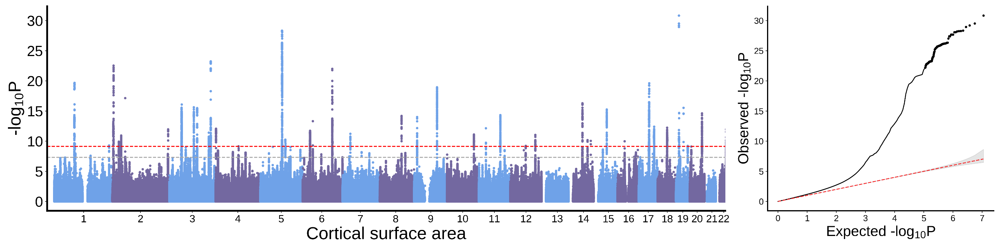 30
25
20
15
10
5
0
-log10P
1 2 3 4 5 6 7 8 9 10 11 12 13 14 15 16 17 18 19 20 21 22
Cortical surface area
30
25
20
15
10
5
0
Observed -log10P
0 1 2 3 4 5 6 7
Expected -log10P